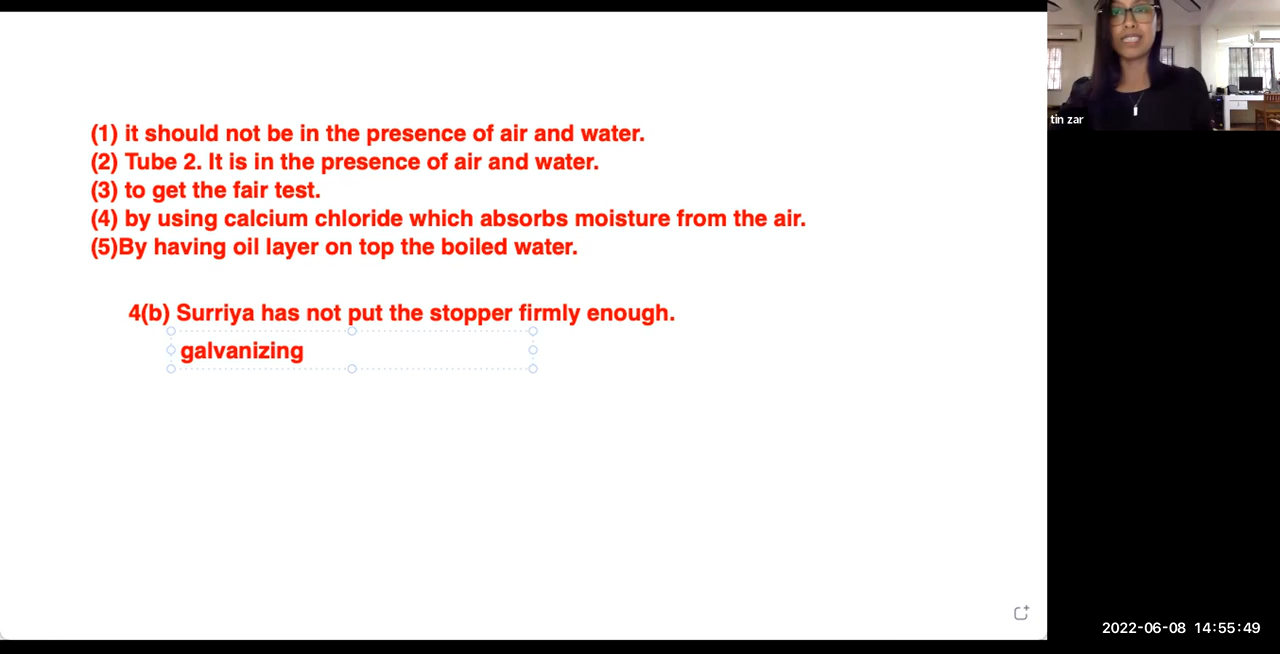 (1) it should not be in the presence of air and water.
(2) Tube 2. It is in the presence of air and water.
(3) to get the fair test.
(4) by using calcium chloride which absorbs moisture from the air.
(5)By having oil layer on top the boiled water.
4(b) Surriya has not put the stopper firmly enough.
galvanizing
tin zar
2022-06-08 14:55:49